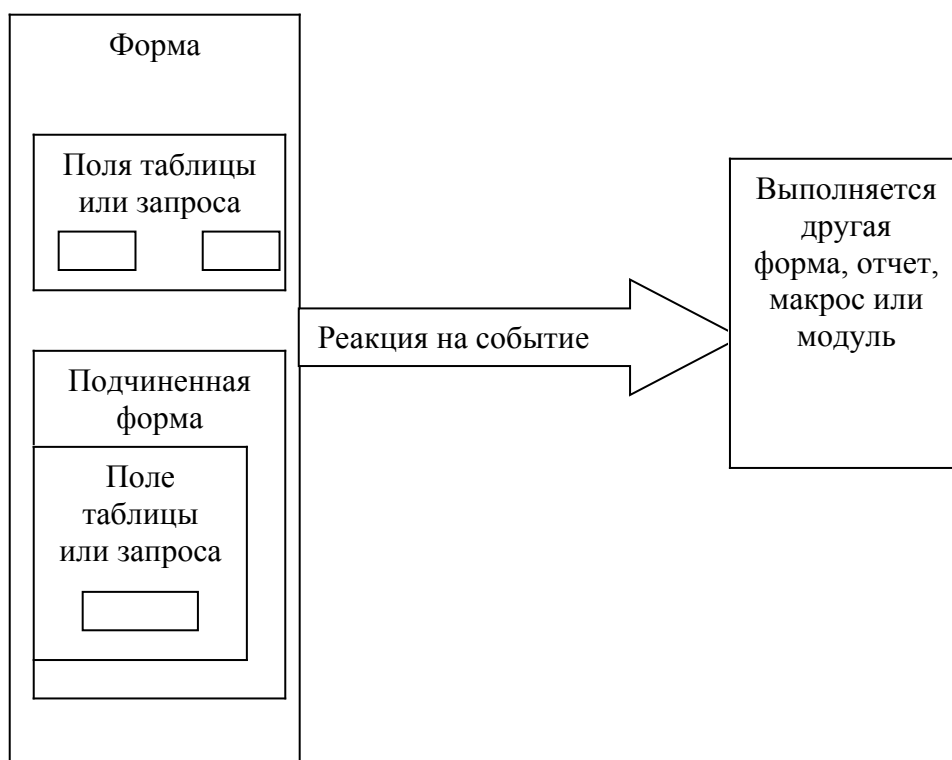 Форма
Поля таблицы
или запроса
Реакция на событие
Выполняется
другая
форма, отчет,
макрос или
модуль
Подчиненная
форма
Поле
таблицы
или запроса